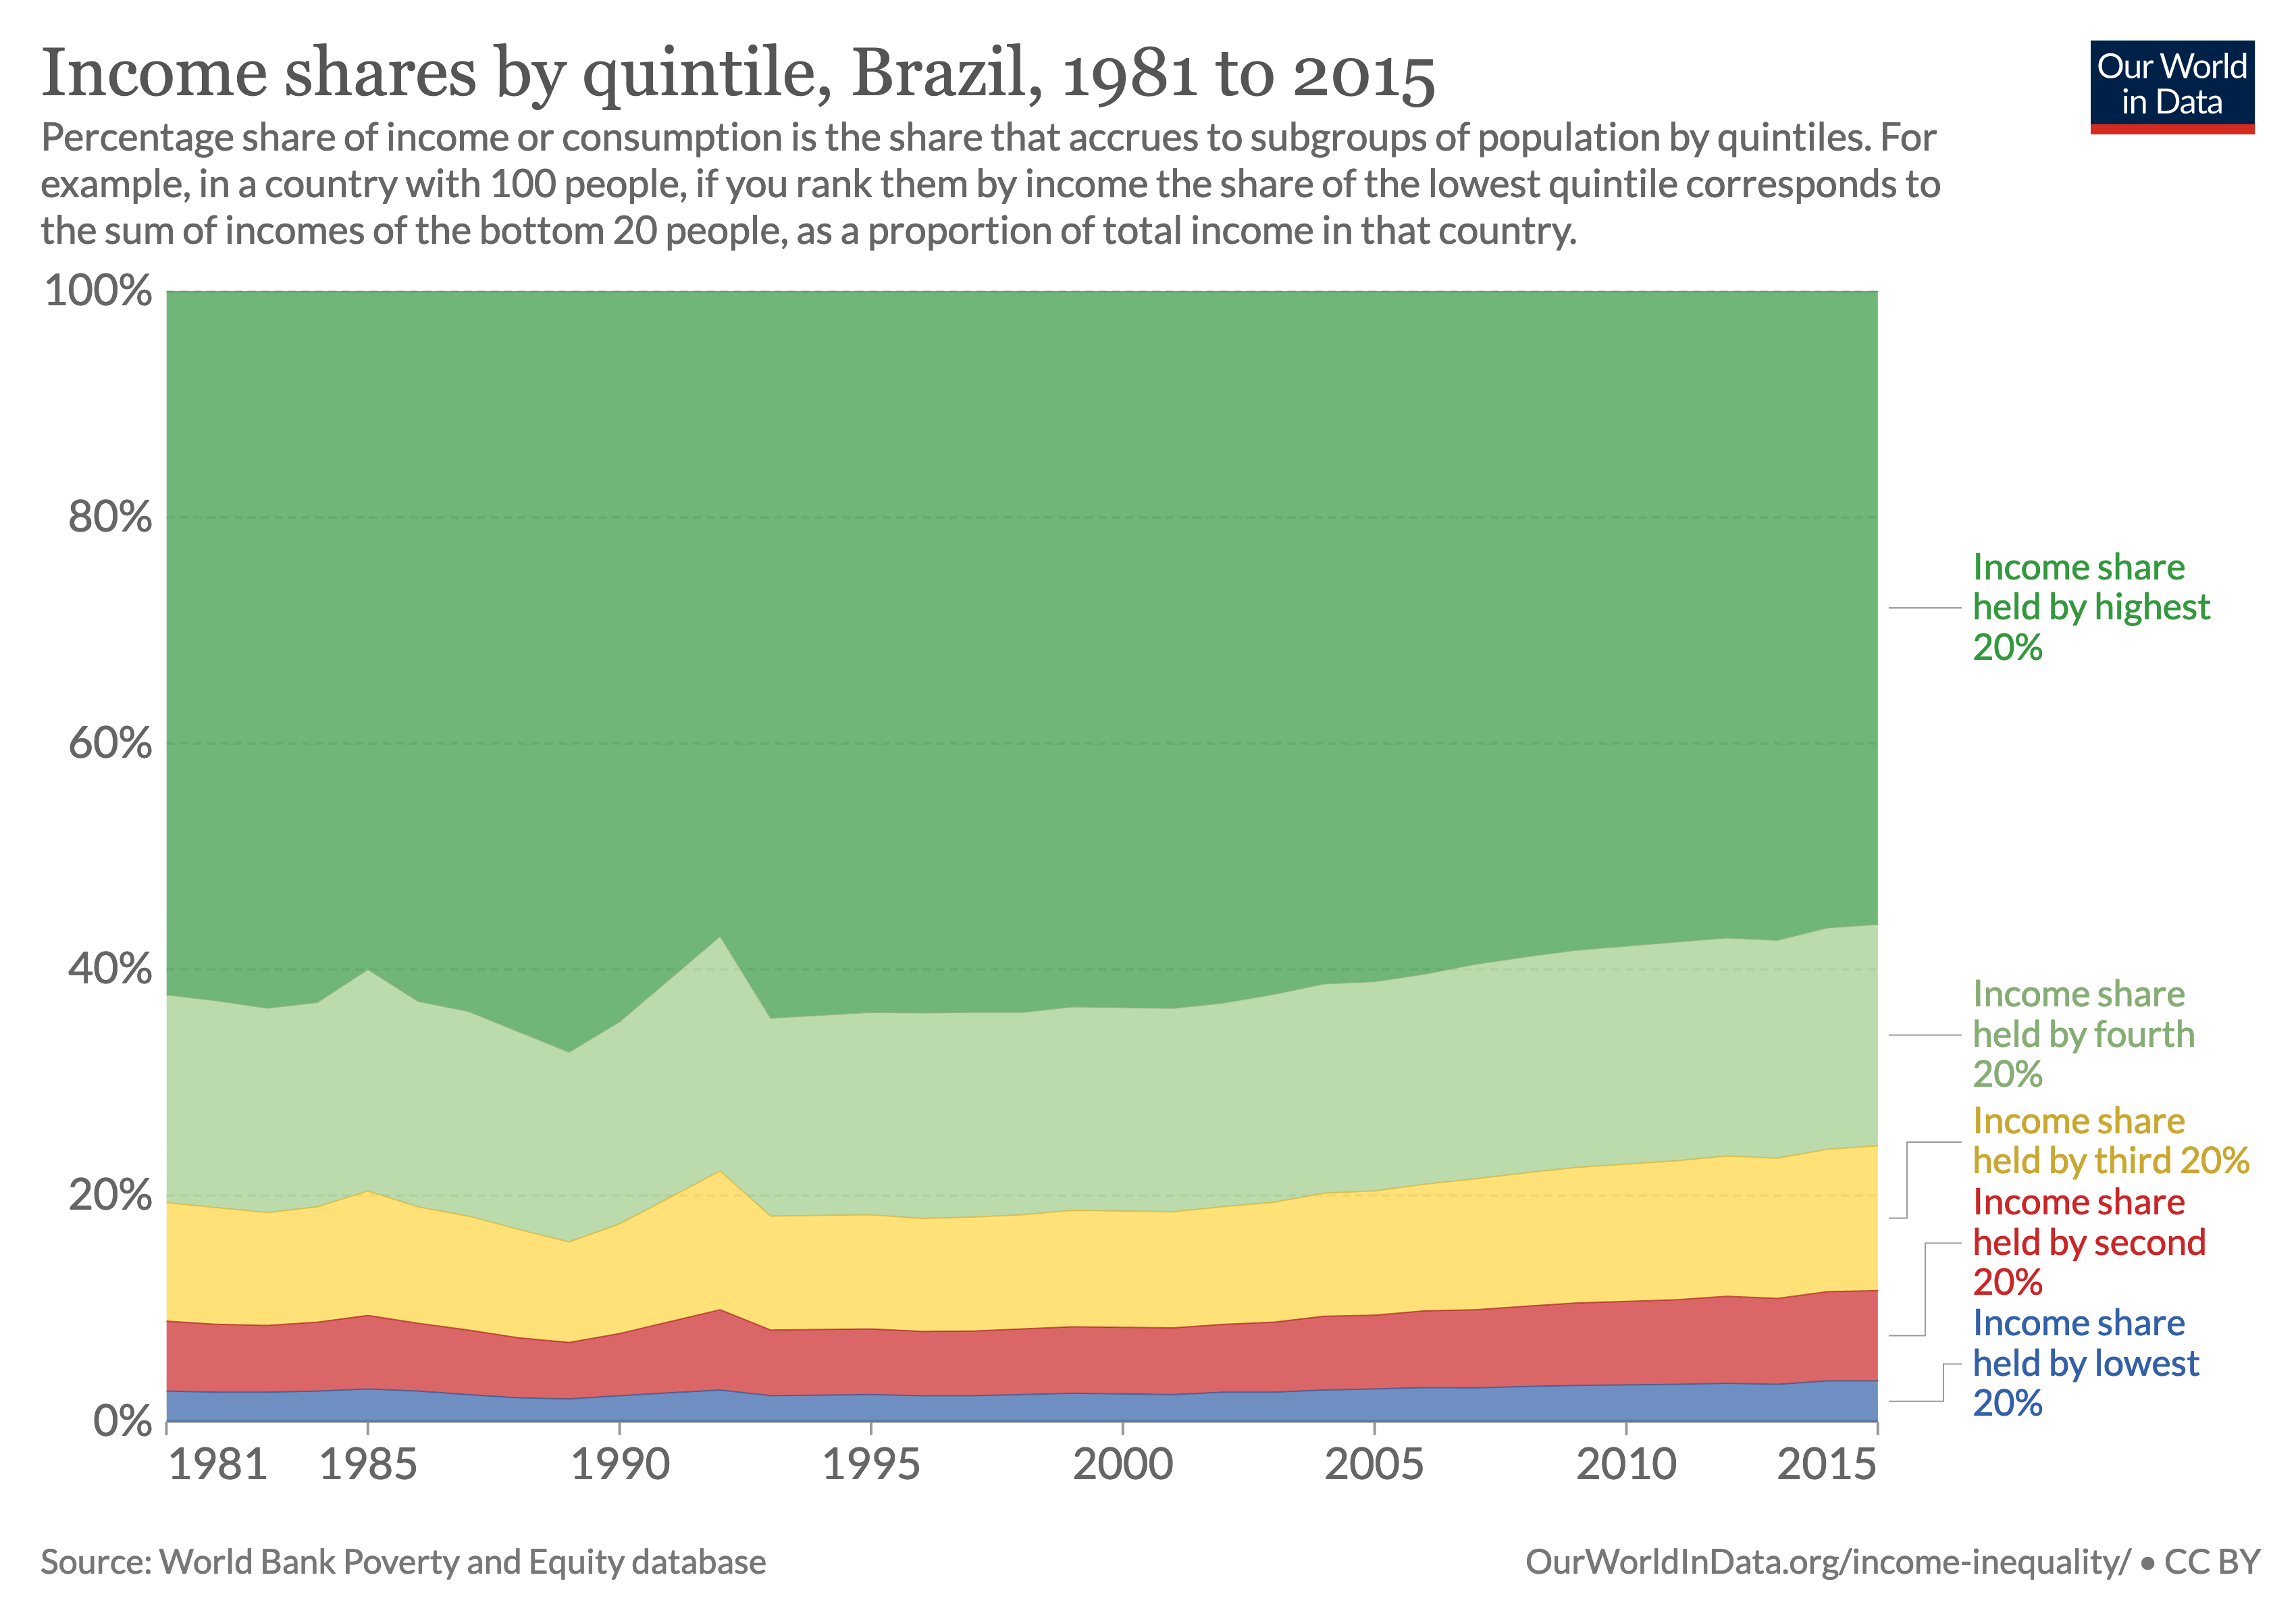 Income shares by quintile, Brazil, 1981 to 2015
Our World
in Data
Percentage share of income or consumption is the share that accrues to subgroups of population by quintiles. For
example, in a country with 100 people, if you rank them by income the share of the lowest quintile corresponds to
the sum of incomes of the bottom 20 people, as a proportion of total income in that country.
100%
80%
60%
40%
20%
0%
Income share
held by highest
20%
Income share
held by fourth
20%
Income share
held by third 20%
Income share
held by second
20%
Income share
held by lowest
20%
1981 1985 1990 1995 2000 2005 2010 2015
Source: World Bank Poverty and Equity database
OurWorldInData.org/income-inequality/ • CC BY